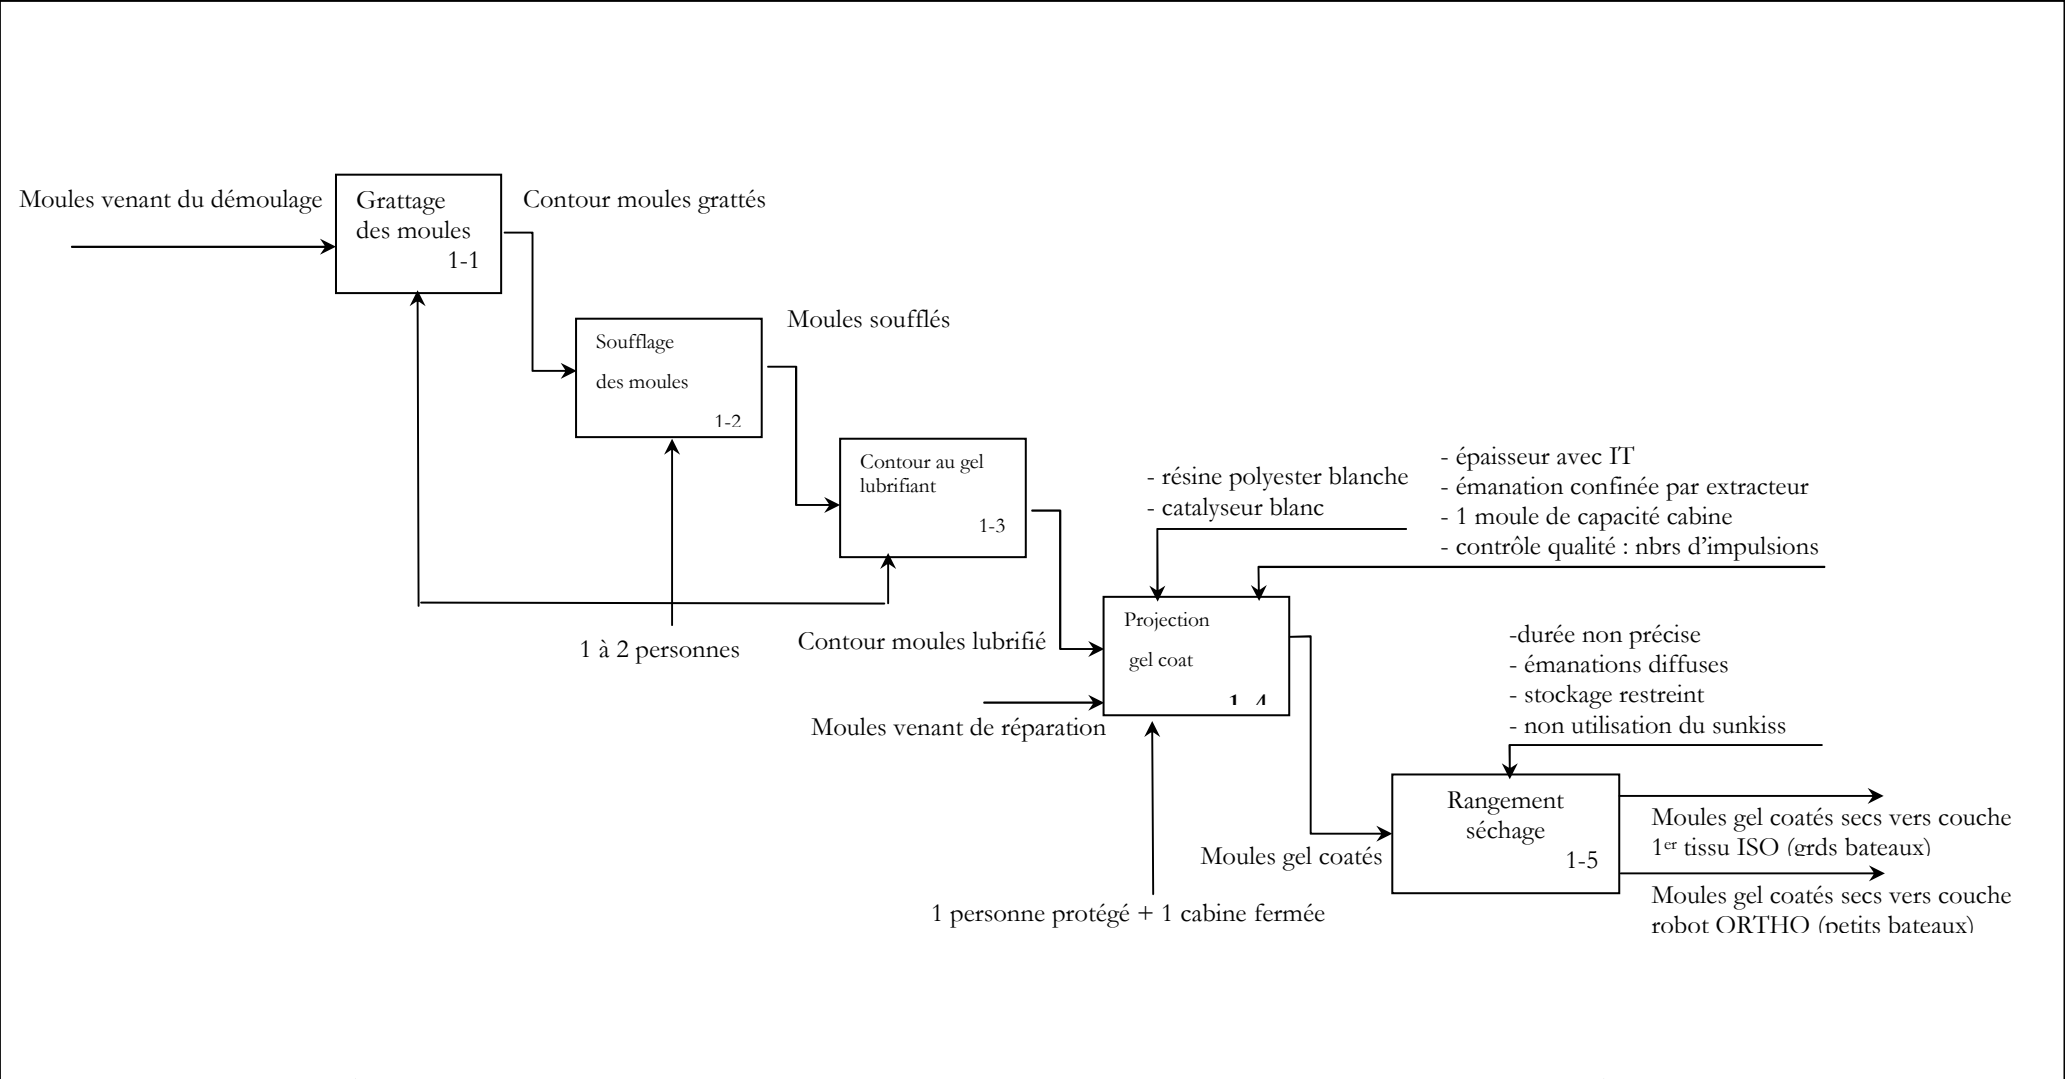 Moules venant du démoulage
Grattage
des moules
1-1
Contour moules grattés
Soufflage
des moules
1-2
Moules soufflés
Contour au gel
lubrifiant
1-3
1 à 2 personnes
Contour moules lubrifié
- résine polyester blanche
- catalyseur blanc
- épaisseur avec IT
- émanation confinée par extracteur
- 1 moule de capacité cabine
- contrôle qualité : nbrs d’impulsions
Projection
gel coat
1 4
Moules venant de réparation
1 personne protégé + 1 cabine fermée
Moules gel coatés
-durée non précise
- émanations diffuses
- stockage restreint
- non utilisation du sunkiss
Rangement
séchage
1-5
Moules gel coatés secs vers couche
1er tissu ISO (grds bateaux)
Moules gel coatés secs vers couche
robot ORTHO (petits bateaux)